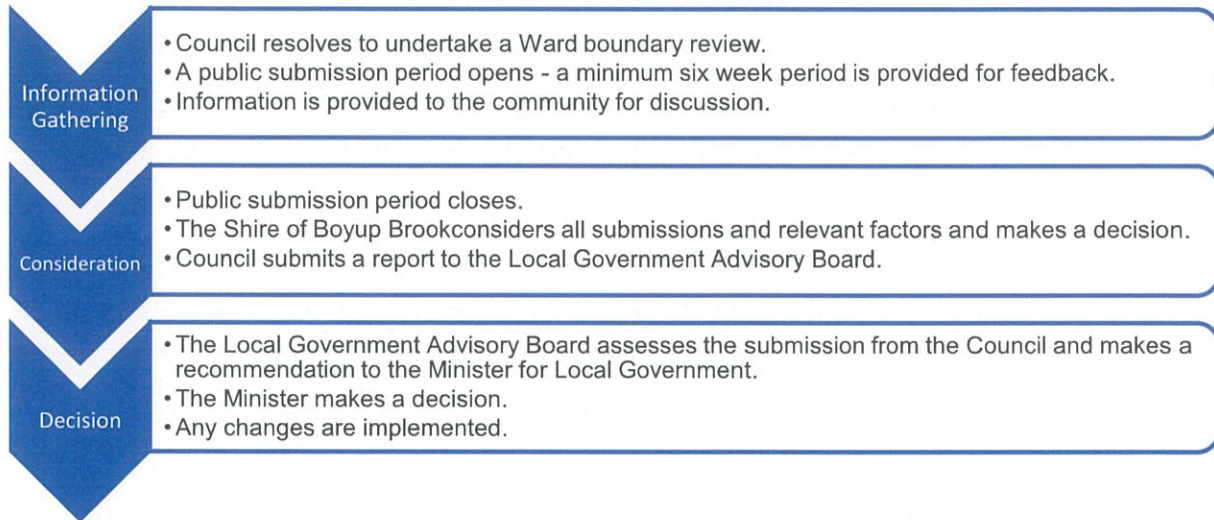 Information
Gathering
• Council resolves to undertake a Ward boundary review.
• A public submission period opens - a minimum six week period is provided for feedback.
• Information is provided to the community for discussion.
Consideration
• Public submission period closes.
• The Shire of Boyup Brookconsiders all submissions and relevant factors and makes a decision.
• Council submits a report to the Local Government Advisory Board.
Decision
• The Local Government Advisory Board assesses the submission from the Council and makes a
recommendation to the Minister for Local Government.
• The Minister makes a decision.
• Any changes are implemented.